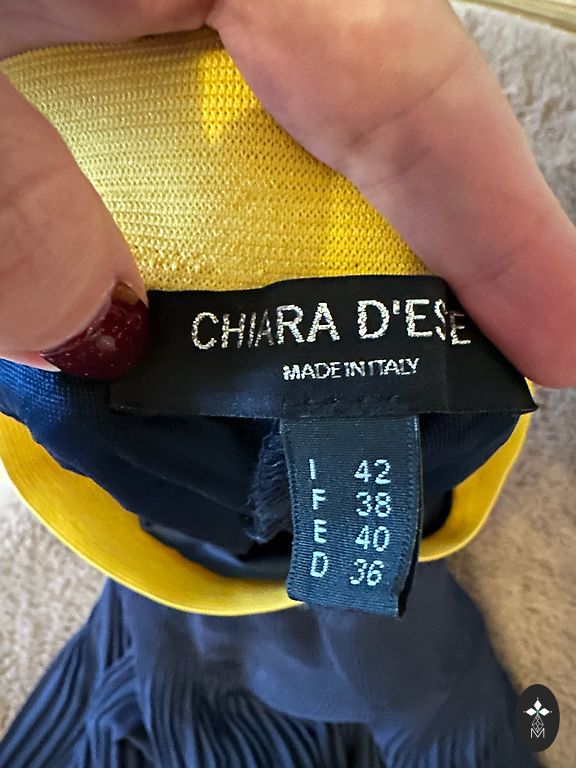 CHIARA D'ESE
MADE IN ITALY
I 42
F 38
E 40
D 36
M